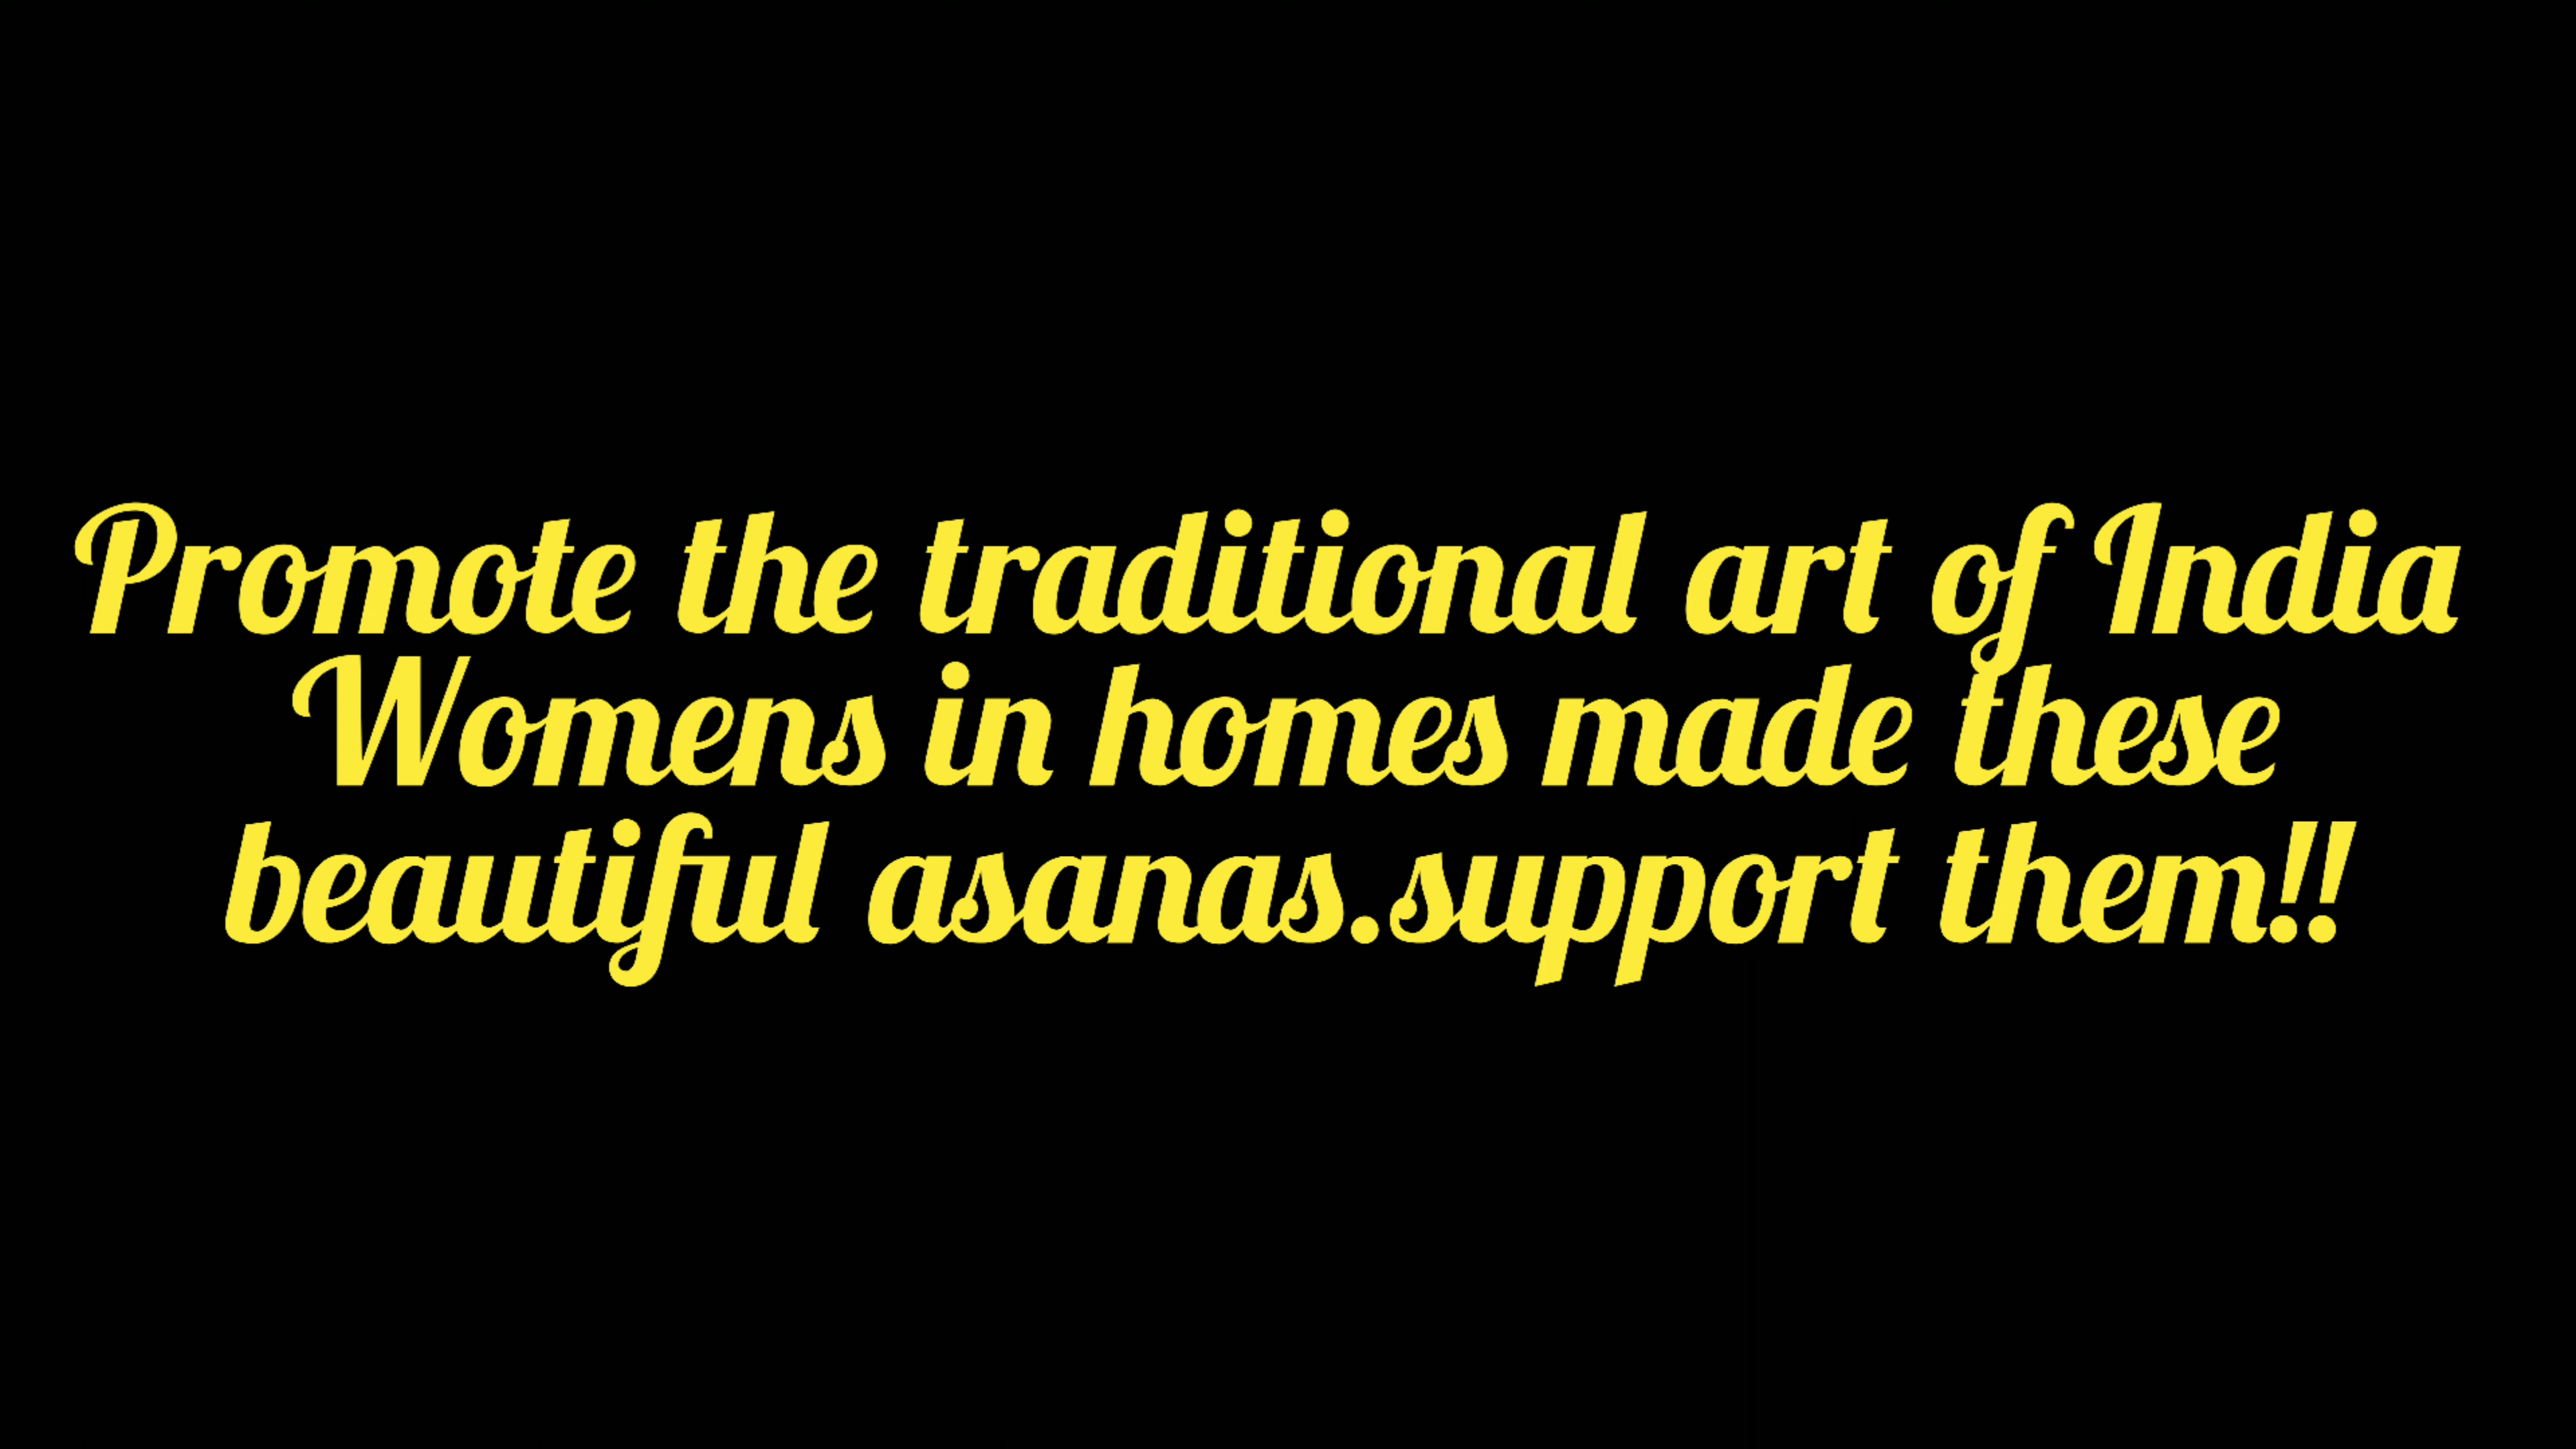 Promote the traditional art of India
Womens in homes made these
beautiful asanas.support them!!